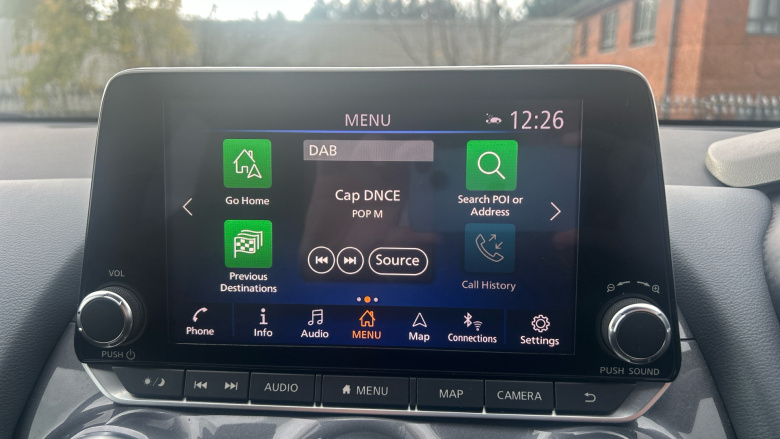 MENU
12:26
DAB
Cap DNCE
POP M
Go Home
Search POI or
Address
Previous
Destinations
Source
Call History
Phone
Info
Audio
MENU
Map
Connections
Settings
VOL
PUSH
PUSH SOUND
AUDIO
MENU
MAP
CAMERA